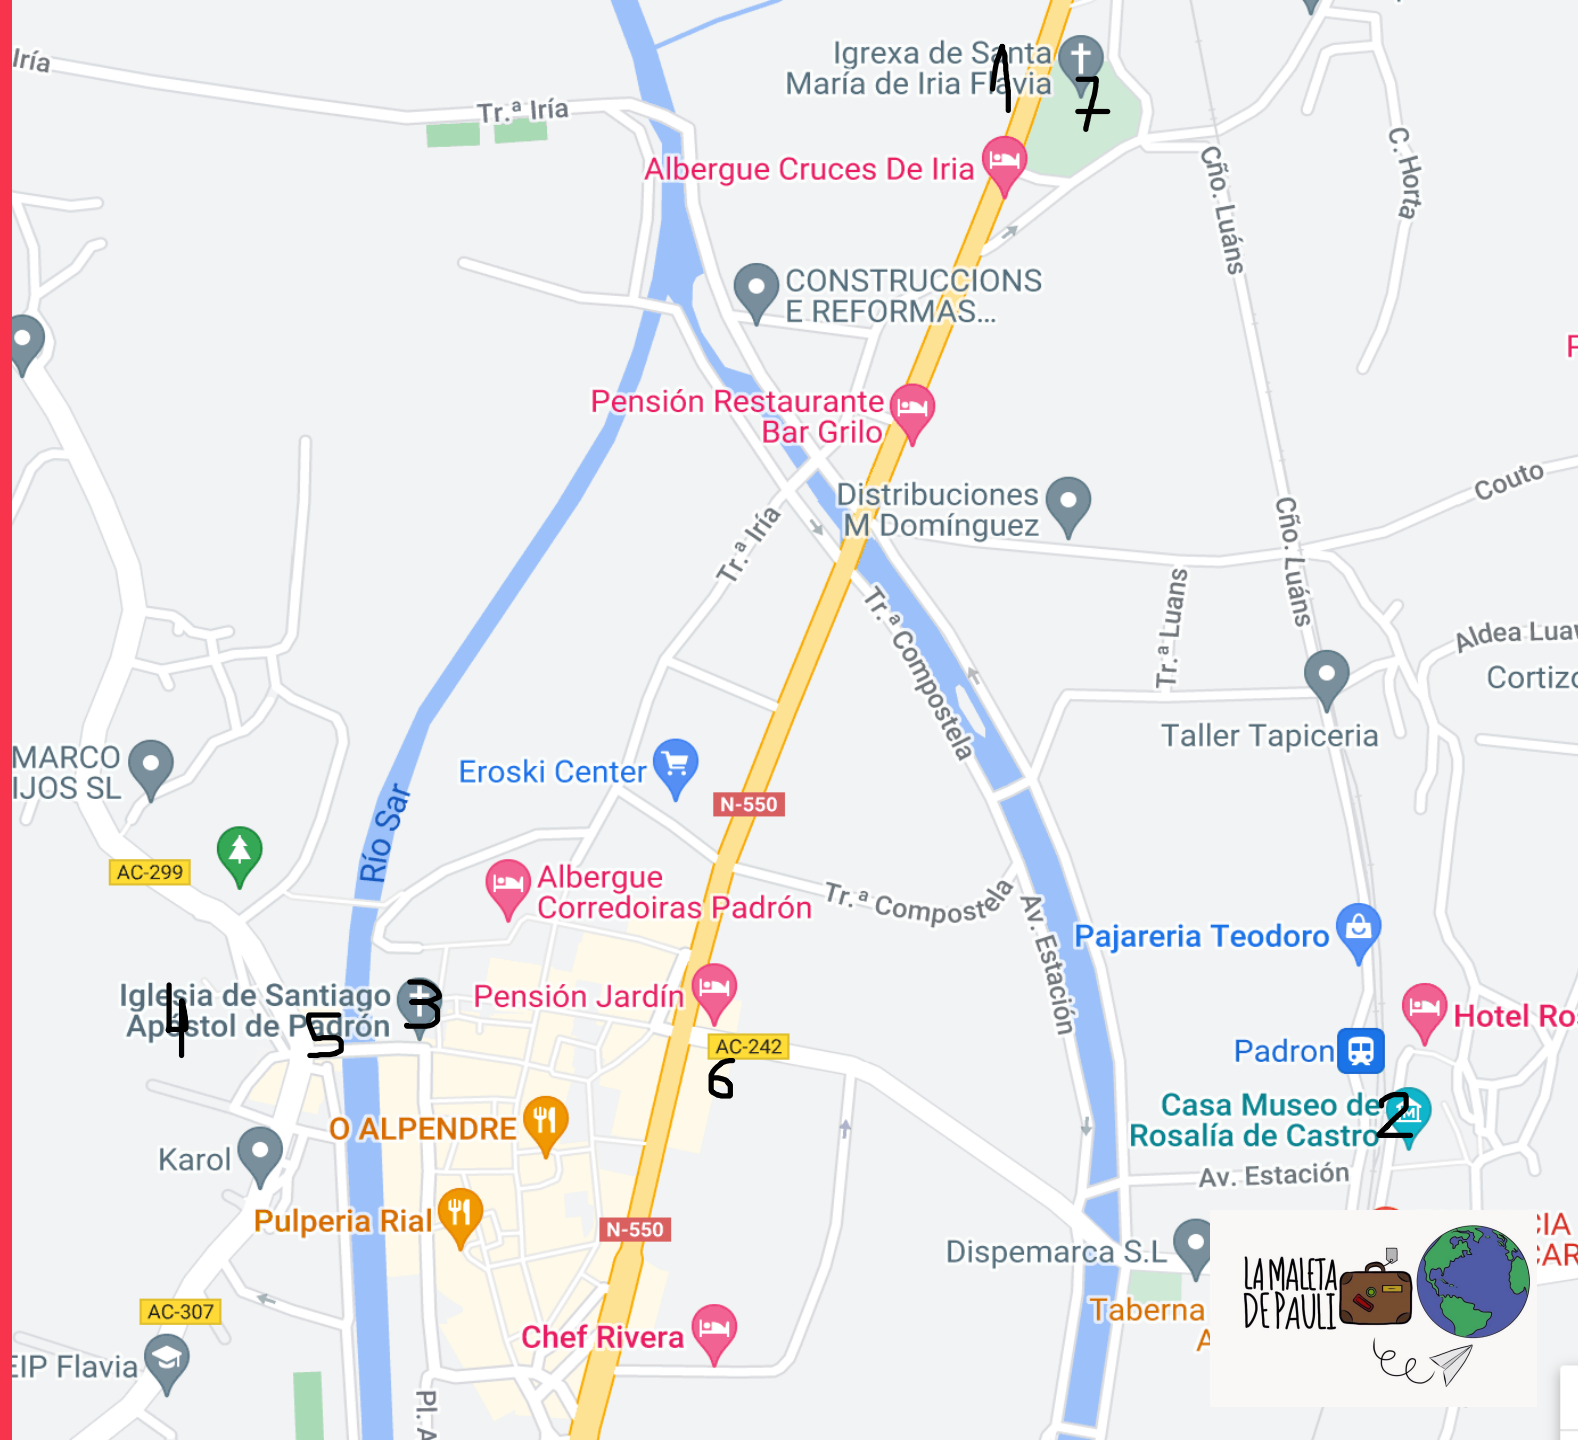 Iría
Tr.ª Iría
Igrexa de Santa
María de Iria Flavia
1
7
Albergue Cruces De Iria
Cño. Luáns
C. Horta
CONSTRUCCIONS
E REFORMAS...
Pensión Restaurante
Bar Grilo
Distribuciones
M Domínguez
Couto
Tr.ª Iría
Cño. Luáns
Tr.ª Luans
Tr.ª Compostela
Aldea Luan
Cortizo
Taller Tapiceria
MARCO
IJOS SL
Eroski Center
N-550
Río Sar
AC-299
Albergue
Corredoiras Padrón
Tr.ª Compostela
Av. Estación
Pajareria Teodoro
Iglesia de Santiago
Apóstol de Padrón
3
4
5
Pensión Jardín
AC-242
6
Hotel Ros
Padron
Casa Museo de
Rosalía de Castro
2
O ALPENDRE
Karol
Av. Estación
Pulperia Rial
N-550
Dispemarca S.L
CIA
CAR
LA MALETA
DE PAULI
AC-307
Taberna
A
Chef Rivera
EIP Flavia
Pl. A